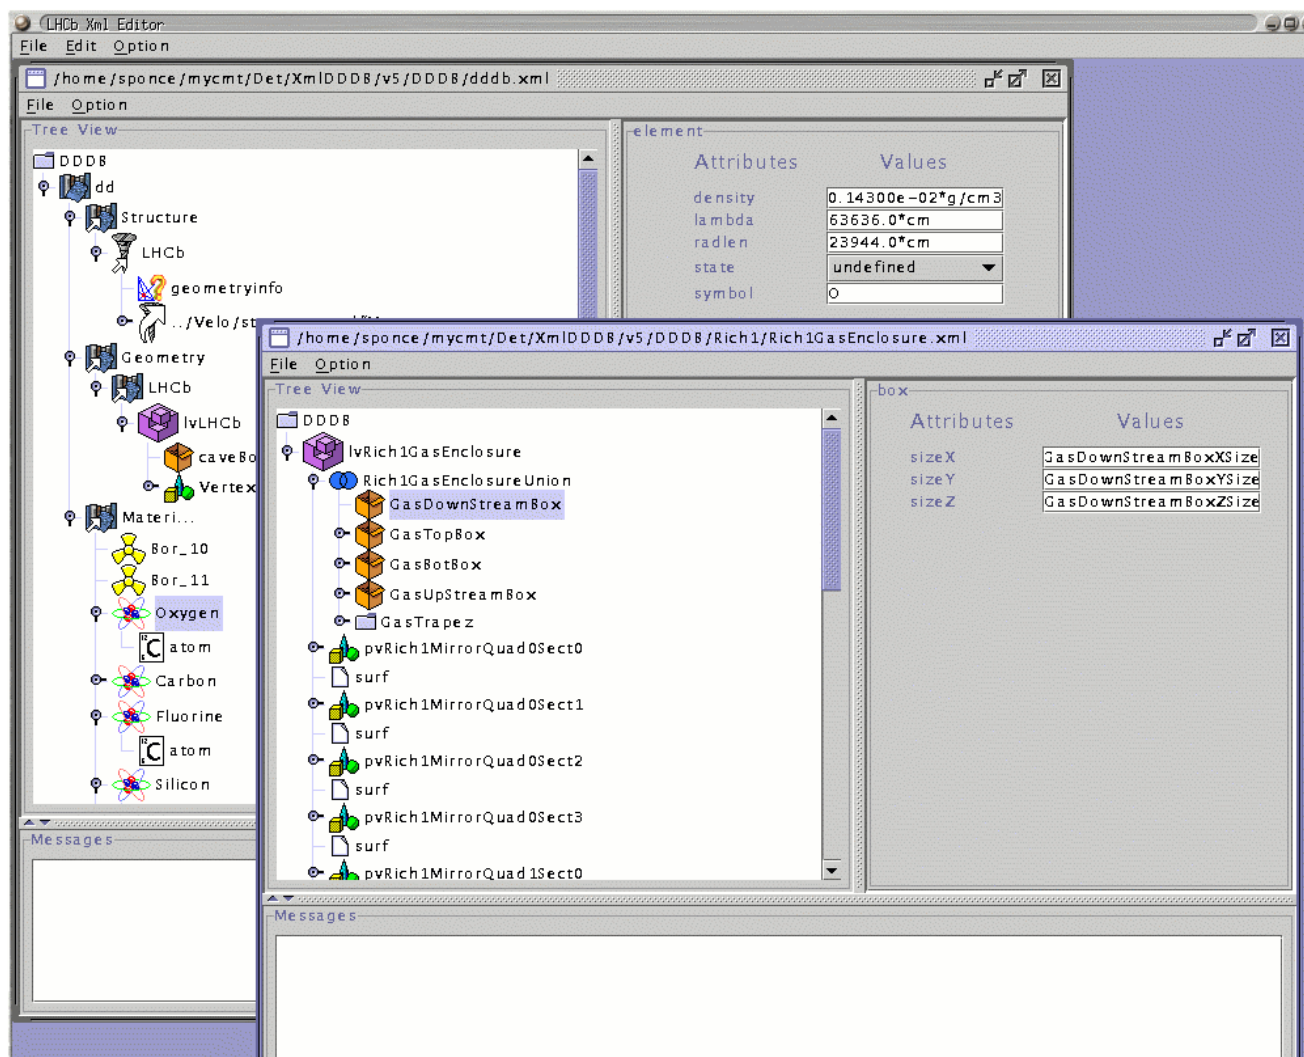 LHCb Xml Editor
File Edit Option
/home/sponce/mycmt/Det/XmlDDDB/v5/DDDB/dddb.xml
File Option
Tree View
DDDB
dd
Structure
LHCb
geometryinfo
../Velo/st
Geometry
LHCb
lvLHCb
caveBo
Vertex
Materi...
Bor_10
Bor_11
Oxygen
atom
Carbon
Fluorine
atom
Silicon
Messages
element
Attributes Values
density 0.14300e-02*g/cm3
lambda 63636.0*cm
radlen 23944.0*cm
state undefined
symbol O
/home/sponce/mycmt/Det/XmlDDDB/v5/DDDB/Rich1/Rich1GasEnclosure.xml
File Option
Tree View
DDDB
lvRich1GasEnclosure
Rich1GasEnclosureUnion
GasDownStreamBox
GasTopBox
GasBotBox
GasUpStreamBox
GasTrapez
pvRich1MirrorQuad0Sect0
surf
pvRich1MirrorQuad0Sect1
surf
pvRich1MirrorQuad0Sect2
surf
pvRich1MirrorQuad0Sect3
surf
pvRich1MirrorQuad1Sect0
box
Attributes Values
sizeX GasDownStreamBoxXSize
sizeY GasDownStreamBoxYSize
sizeZ GasDownStreamBoxZSize
Messages